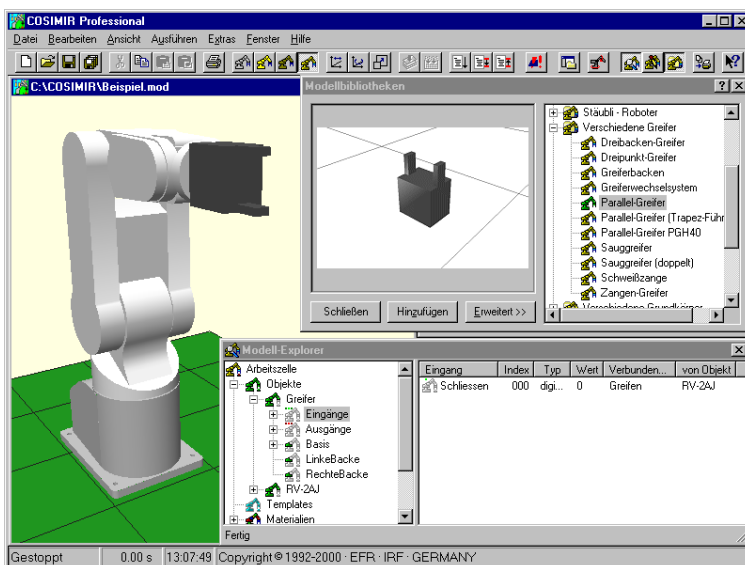 COSIMIR Professional
Datei Bearbeiten Ansicht Ausführen Extras Fenster Hilfe
C:\COSIMIR\Beispiel.mod
Modellbibliotheken
Stäubli - Roboter
Verschiedene Greifer
Dreibacken-Greifer
Dreipunkt-Greifer
Greiferbacken
Greiferwechselsystem
Parallel-Greifer
Parallel-Greifer (Trapez-Führ
Parallel-Greifer PGH40
Sauggreifer
Sauggreifer (doppelt)
Schweißzange
Zangen-Greifer
Verschiedene Grundkörper
Schließen Hinzufügen Erweitert >>
Modell-Explorer
Arbeitszelle
Objekte
Greifer
Eingänge
Ausgänge
Basis
LinkeBacke
RechteBacke
RV-2AJ
Templates
Materialien
Eingang Index Typ Wert Verbunden... von Objekt
Schliessen 000 digi... 0 Greifen RV-2AJ
Fertig
Gestoppt 0.00 s 13:07:49 Copyright © 1992-2000 · EFR · IRF · GERMANY